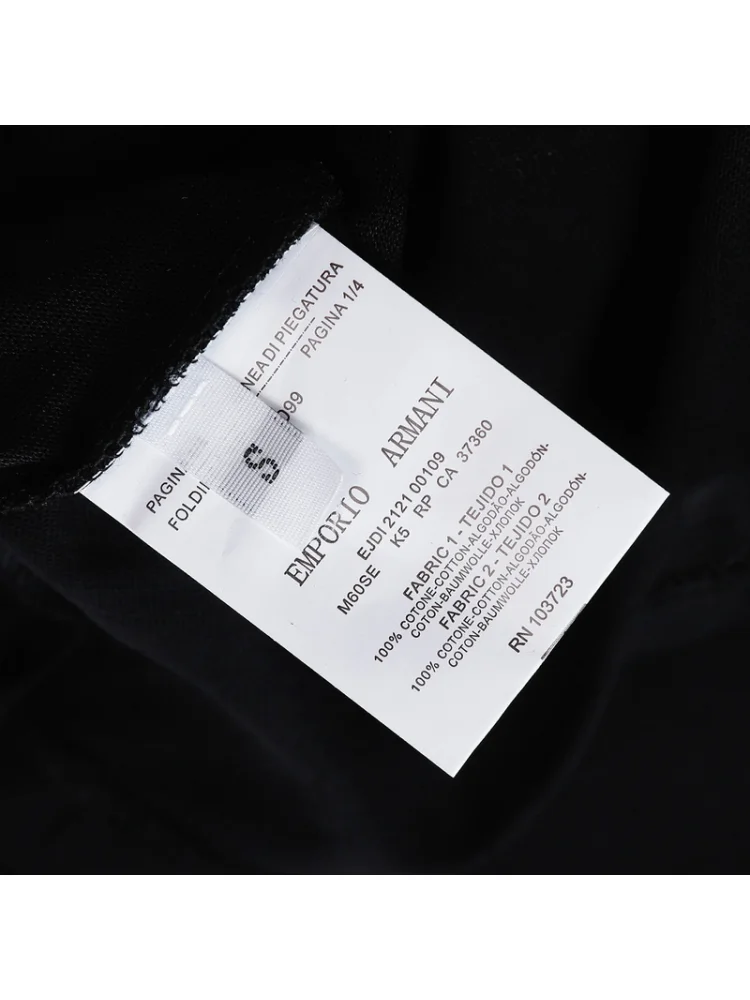 NEA DI PIEGATURA
PAGINA 1/4
D99
PAGIN
FOLDI
S
EMPORIO ARMANI
EJDI 2121 00109
M60SE K5 RP CA 37360
FABRIC 1 - TEJIDO 1
100% COTONE-COTTON-ALGODÃO-ALGODÓN-
COTON-BAUMWOLLE-ХЛОПОК
FABRIC 2 - TEJIDO 2
100% COTONE-COTTON-ALGODÃO-ALGODÓN-
COTON-BAUMWOLLE-ХЛОПОК
RN 103723